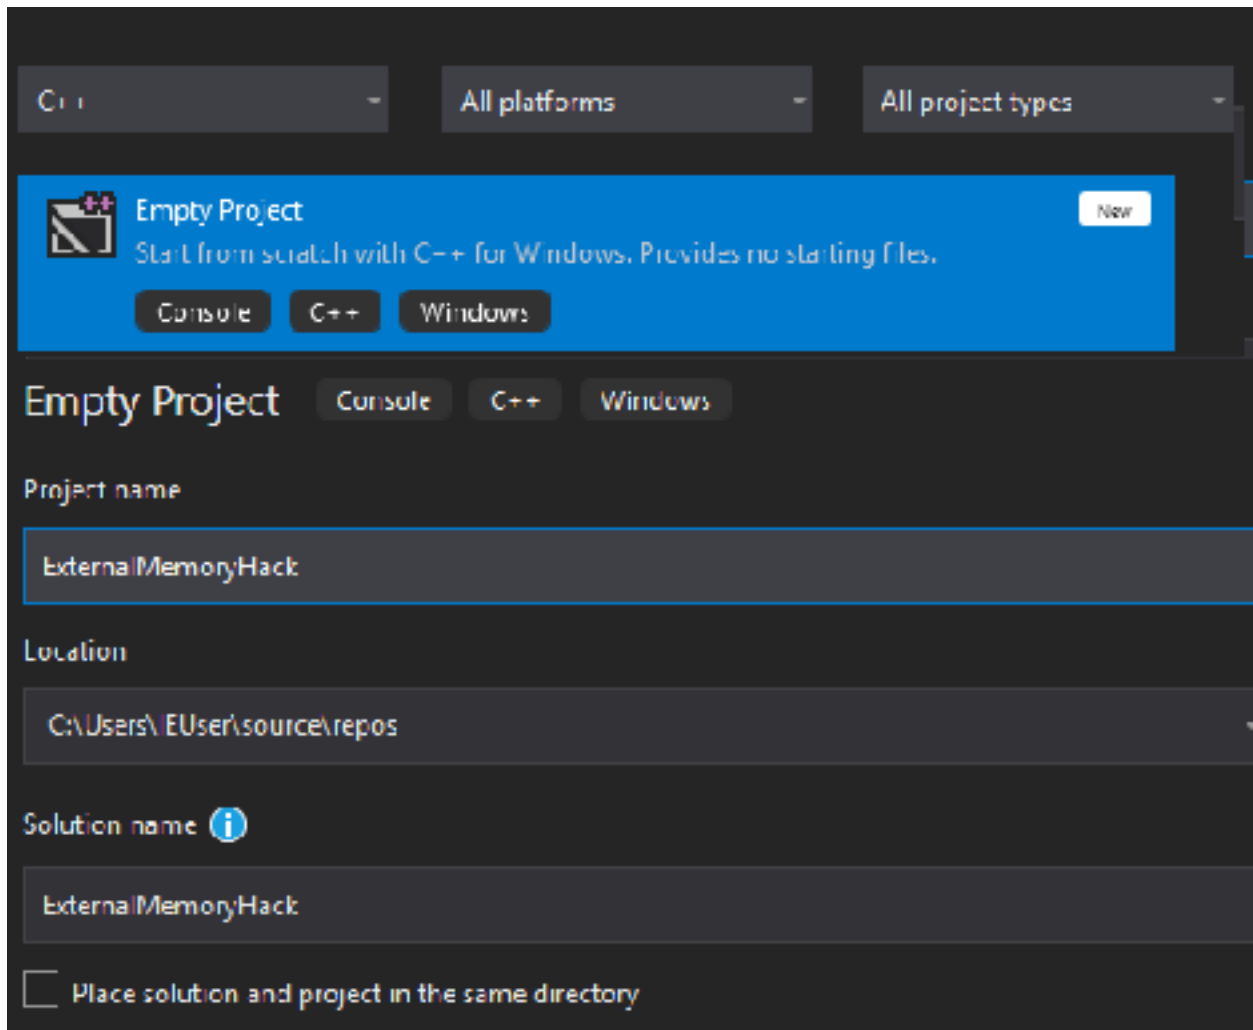 C++ All platforms All project types
Empty Project New
Start from scratch with C++ for Windows. Provides no starting files.
Console C++ Windows
Empty Project Console C++ Windows
Project name
ExternalMemoryHack
Location
C:\Users\IEUser\source\repos
Solution name
ExternalMemoryHack
Place solution and project in the same directory